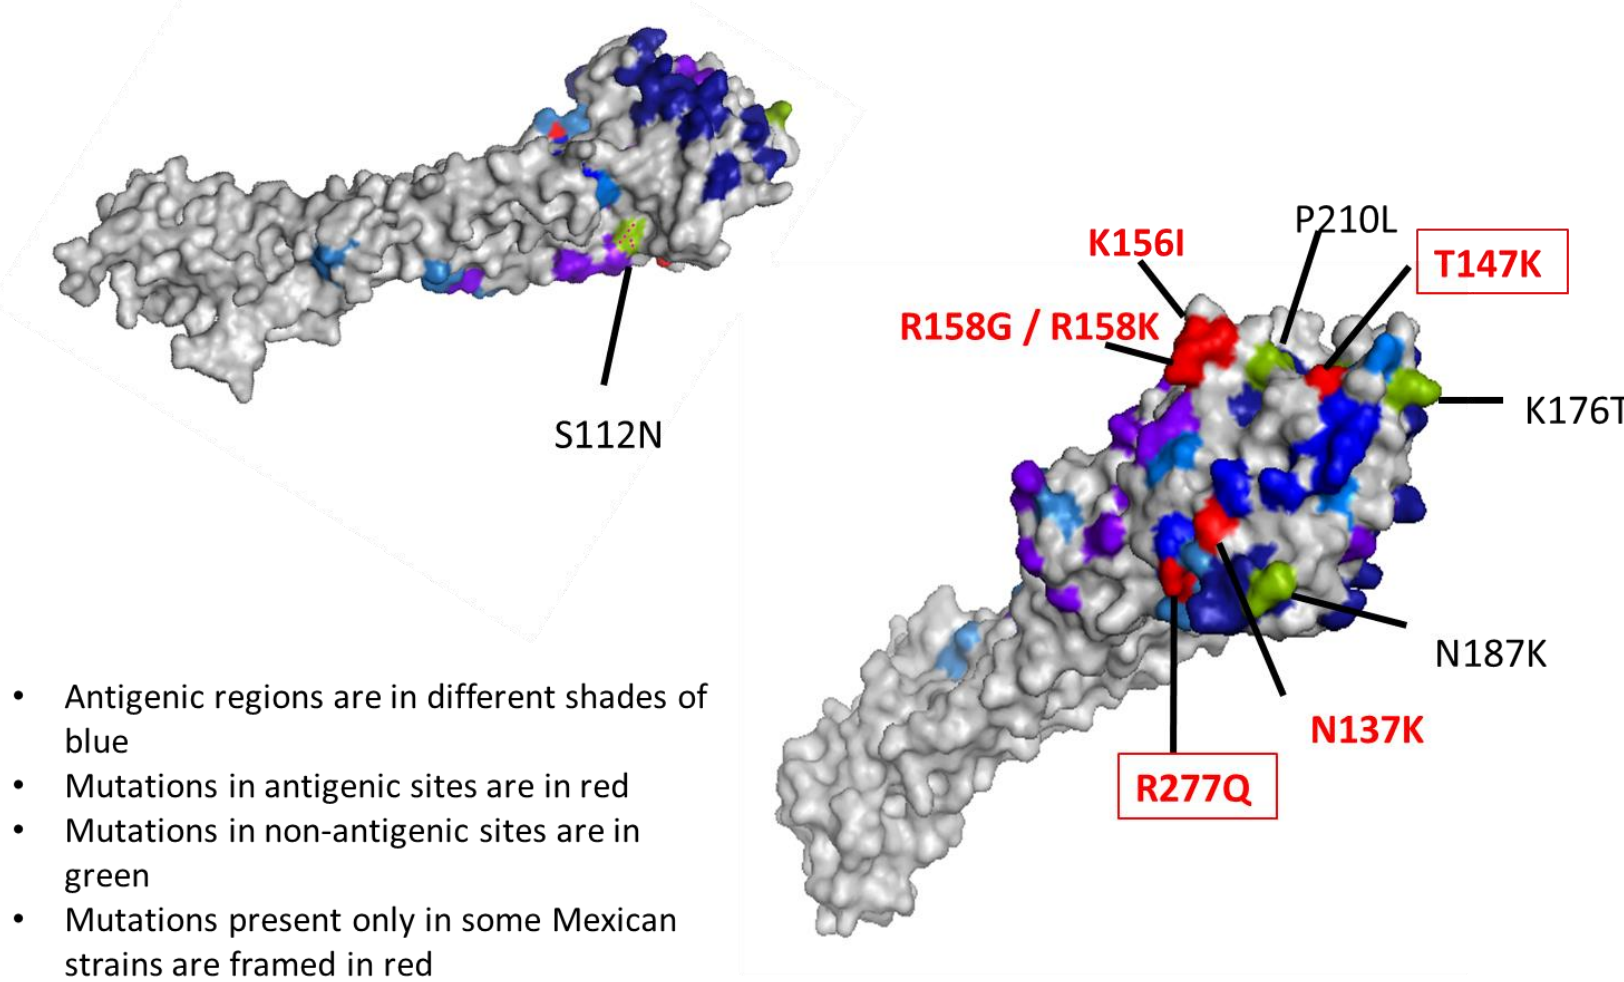 P210L
K156I
T147K
R158G / R158K
K176T
S112N
N187K
N137K
R277Q
• Antigenic regions are in different shades of
blue
• Mutations in antigenic sites are in red
• Mutations in non-antigenic sites are in
green
• Mutations present only in some Mexican
strains are framed in red